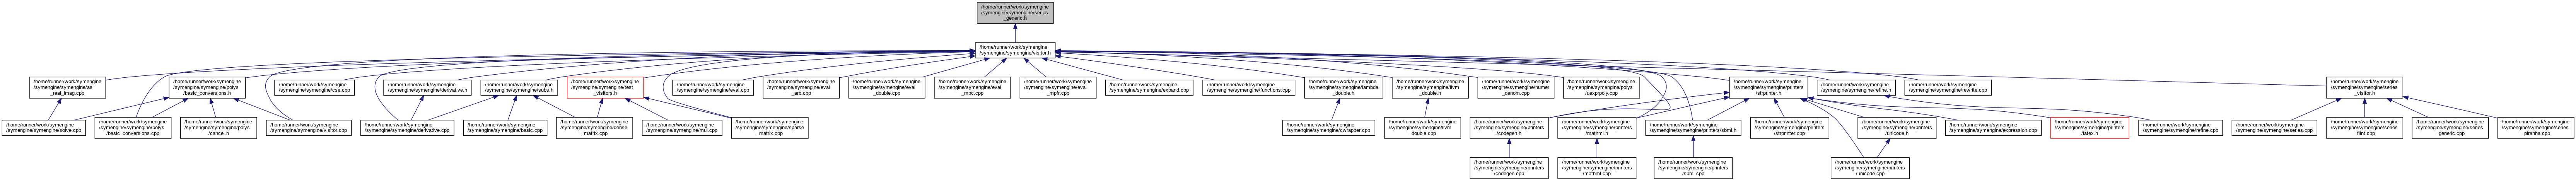 /home/runner/work/symengine
/symengine/symengine/series
_generic.h
/home/runner/work/symengine
/symengine/symengine/visitor.h
/home/runner/work/symengine
/symengine/symengine/as
_real_imag.cpp
/home/runner/work/symengine
/symengine/symengine/polys
/basic_conversions.h
/home/runner/work/symengine
/symengine/symengine/cse.cpp
/home/runner/work/symengine
/symengine/symengine/derivative.h
/home/runner/work/symengine
/symengine/symengine/subs.h
/home/runner/work/symengine
/symengine/symengine/test
_visitors.h
/home/runner/work/symengine
/symengine/symengine/eval.cpp
/home/runner/work/symengine
/symengine/symengine/eval
_arb.cpp
/home/runner/work/symengine
/symengine/symengine/eval
_double.cpp
/home/runner/work/symengine
/symengine/symengine/eval
_mpc.cpp
/home/runner/work/symengine
/symengine/symengine/eval
_mpfr.cpp
/home/runner/work/symengine
/symengine/symengine/expand.cpp
/home/runner/work/symengine
/symengine/symengine/functions.cpp
/home/runner/work/symengine
/symengine/symengine/lambda
_double.h
/home/runner/work/symengine
/symengine/symengine/llvm
_double.h
/home/runner/work/symengine
/symengine/symengine/numer
_denom.cpp
/home/runner/work/symengine
/symengine/symengine/polys
/uexprpoly.cpp
/home/runner/work/symengine
/symengine/symengine/printers
/strprinter.h
/home/runner/work/symengine
/symengine/symengine/refine.h
/home/runner/work/symengine
/symengine/symengine/rewrite.cpp
/home/runner/work/symengine
/symengine/symengine/series
_visitor.h
/home/runner/work/symengine
/symengine/symengine/solve.cpp
/home/runner/work/symengine
/symengine/symengine/polys
/basic_conversions.cpp
/home/runner/work/symengine
/symengine/symengine/polys
/cancel.h
/home/runner/work/symengine
/symengine/symengine/visitor.cpp
/home/runner/work/symengine
/symengine/symengine/derivative.cpp
/home/runner/work/symengine
/symengine/symengine/basic.cpp
/home/runner/work/symengine
/symengine/symengine/dense
_matrix.cpp
/home/runner/work/symengine
/symengine/symengine/mul.cpp
/home/runner/work/symengine
/symengine/symengine/sparse
_matrix.cpp
/home/runner/work/symengine
/symengine/symengine/cwrapper.cpp
/home/runner/work/symengine
/symengine/symengine/llvm
_double.cpp
/home/runner/work/symengine
/symengine/symengine/printers
/codegen.h
/home/runner/work/symengine
/symengine/symengine/printers
/mathml.h
/home/runner/work/symengine
/symengine/symengine/printers/sbml.h
/home/runner/work/symengine
/symengine/symengine/printers
/strprinter.cpp
/home/runner/work/symengine
/symengine/symengine/printers
/unicode.h
/home/runner/work/symengine
/symengine/symengine/expression.cpp
/home/runner/work/symengine
/symengine/symengine/printers
/latex.h
/home/runner/work/symengine
/symengine/symengine/refine.cpp
/home/runner/work/symengine
/symengine/symengine/series.cpp
/home/runner/work/symengine
/symengine/symengine/series
_flint.cpp
/home/runner/work/symengine
/symengine/symengine/series
_generic.cpp
/home/runner/work/symengine
/symengine/symengine/series
_piranha.cpp
/home/runner/work/symengine
/symengine/symengine/printers
/codegen.cpp
/home/runner/work/symengine
/symengine/symengine/printers
/mathml.cpp
/home/runner/work/symengine
/symengine/symengine/printers
/sbml.cpp
/home/runner/work/symengine
/symengine/symengine/printers
/unicode.cpp